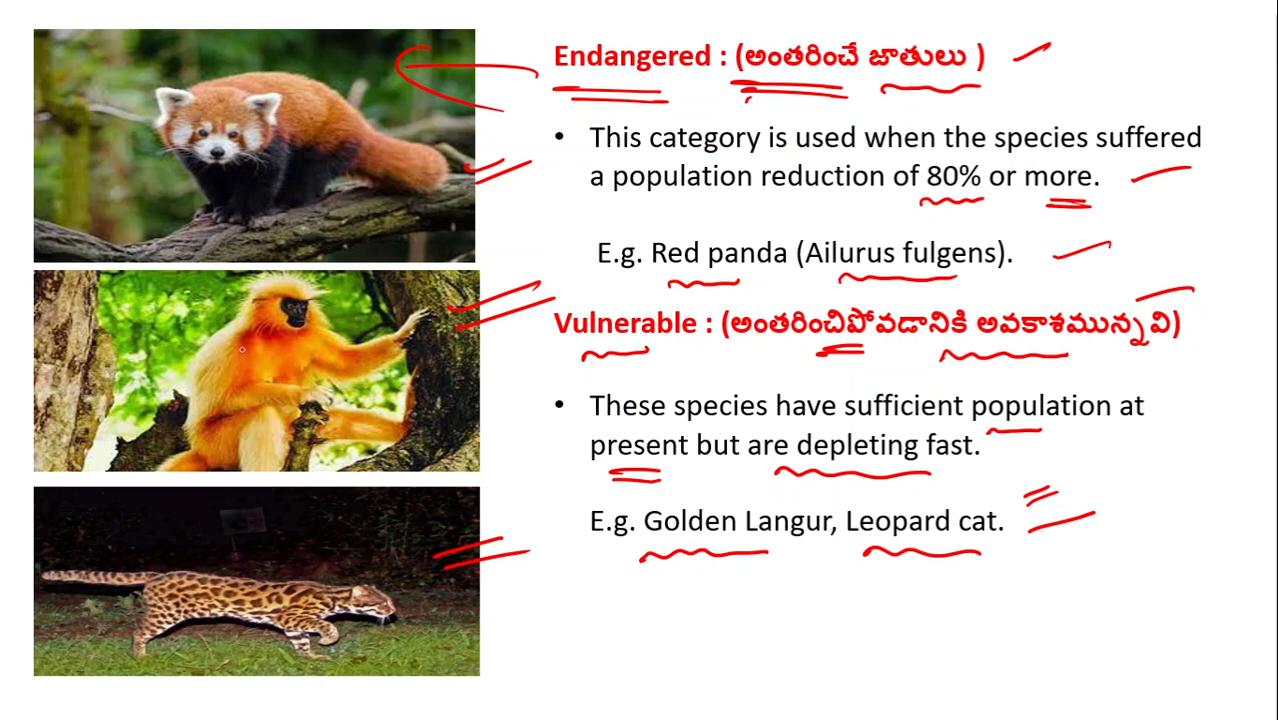 Endangered : (అంతరించే జాతులు )
• This category is used when the species suffered
a population reduction of 80% or more.
E.g. Red panda (Ailurus fulgens).
Vulnerable : (అంతరించిపోవడానికి అవకాశమున్నవి)
• These species have sufficient population at
present but are depleting fast.
E.g. Golden Langur, Leopard cat.